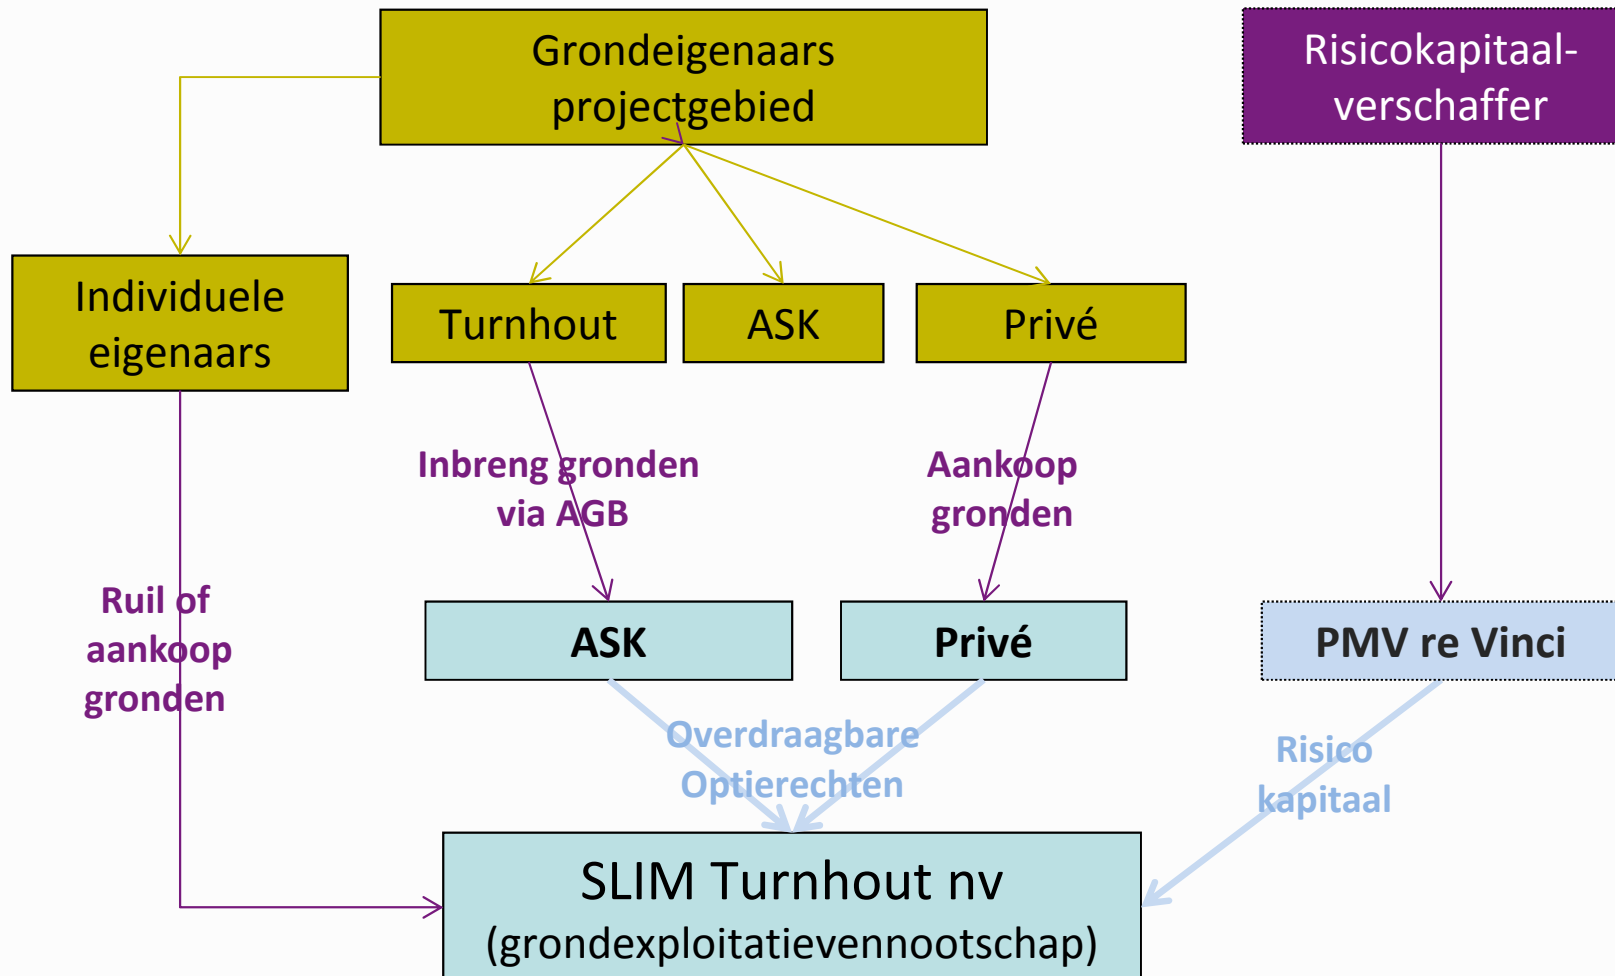 Grondeigenaars
projectgebied
Risicokapitaal-
verschaffer
Individuele
eigenaars
Turnhout
ASK
Privé
Inbreng gronden
via AGB
Aankoop
gronden
Ruil of
aankoop
gronden
ASK
Privé
PMV re Vinci
Overdraagbare
Optierechten
Risico
kapitaal
SLIM Turnhout nv
(grondexploitatievennootschap)